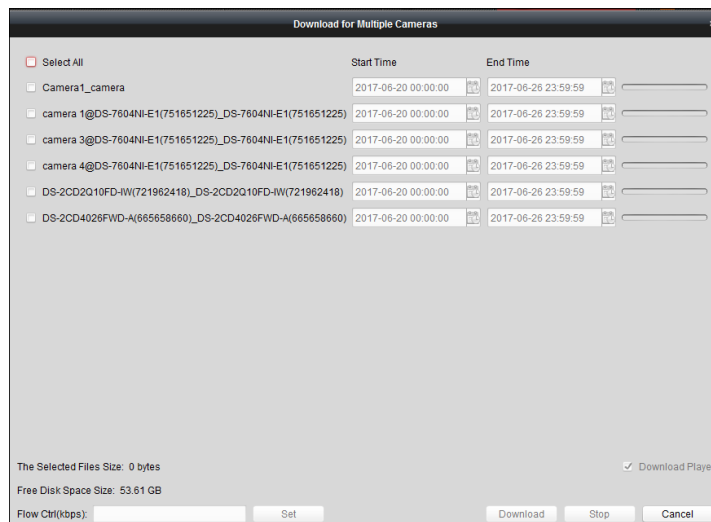 Download for Multiple Cameras
Select All Start Time End Time
Camera1_camera 2017-06-20 00:00:00 2017-06-26 23:59:59
camera 1@DS-7604NI-E1(751651225)_DS-7604NI-E1(751651225) 2017-06-20 00:00:00 2017-06-26 23:59:59
camera 3@DS-7604NI-E1(751651225)_DS-7604NI-E1(751651225) 2017-06-20 00:00:00 2017-06-26 23:59:59
camera 4@DS-7604NI-E1(751651225)_DS-7604NI-E1(751651225) 2017-06-20 00:00:00 2017-06-26 23:59:59
DS-2CD2Q10FD-IW(721962418)_DS-2CD2Q10FD-IW(721962418) 2017-06-20 00:00:00 2017-06-26 23:59:59
DS-2CD4026FWD-A(665658660)_DS-2CD4026FWD-A(665658660) 2017-06-20 00:00:00 2017-06-26 23:59:59
The Selected Files Size: 0 bytes Download Playe
Free Disk Space Size: 53.61 GB
Flow Ctrl(kbps): Set Download Stop Cancel